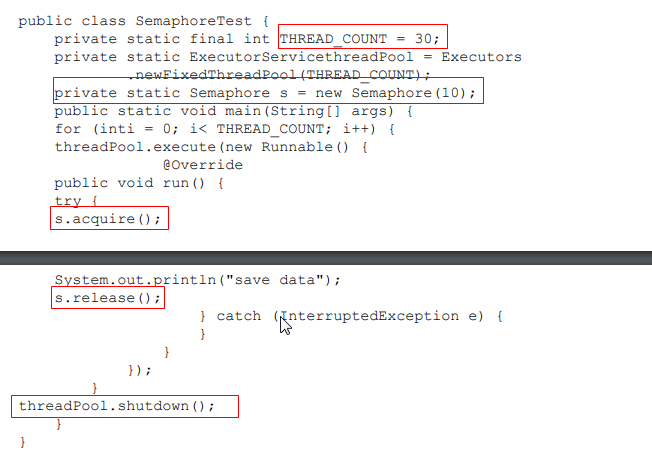 public class SemaphoreTest {
private static final int THREAD_COUNT = 30;
private static ExecutorServicethreadPool = Executors
.newFixedThreadPool(THREAD_COUNT);
private static Semaphore s = new Semaphore(10);
public static void main(String[] args) {
for (inti = 0; i< THREAD_COUNT; i++) {
threadPool.execute(new Runnable() {
@Override
public void run() {
try {
s.acquire();
System.out.println("save data");
s.release();
} catch (InterruptedException e) {
}
}
});
}
threadPool.shutdown();
}
}